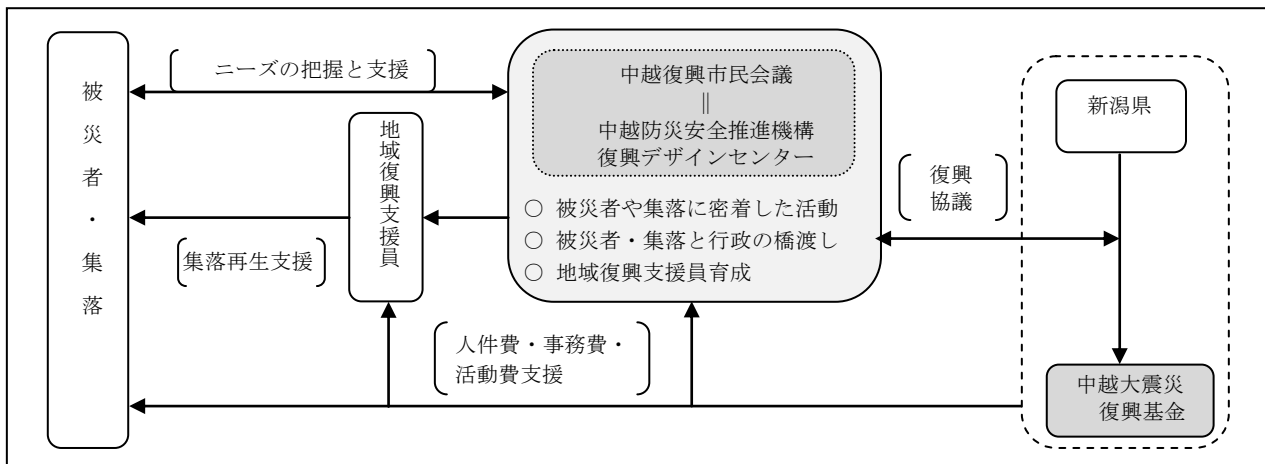 被災者・集落
ニーズの把握と支援
地域復興支援員
集落再生支援
中越復興市民会議
||
中越防災安全推進機構
復興デザインセンター
○ 被災者や集落に密着した活動
○ 被災者・集落と行政の橋渡し
○ 地域復興支援員育成
人件費・事務費・
活動費支援
復興
協議
新潟県
中越大震災
復興基金